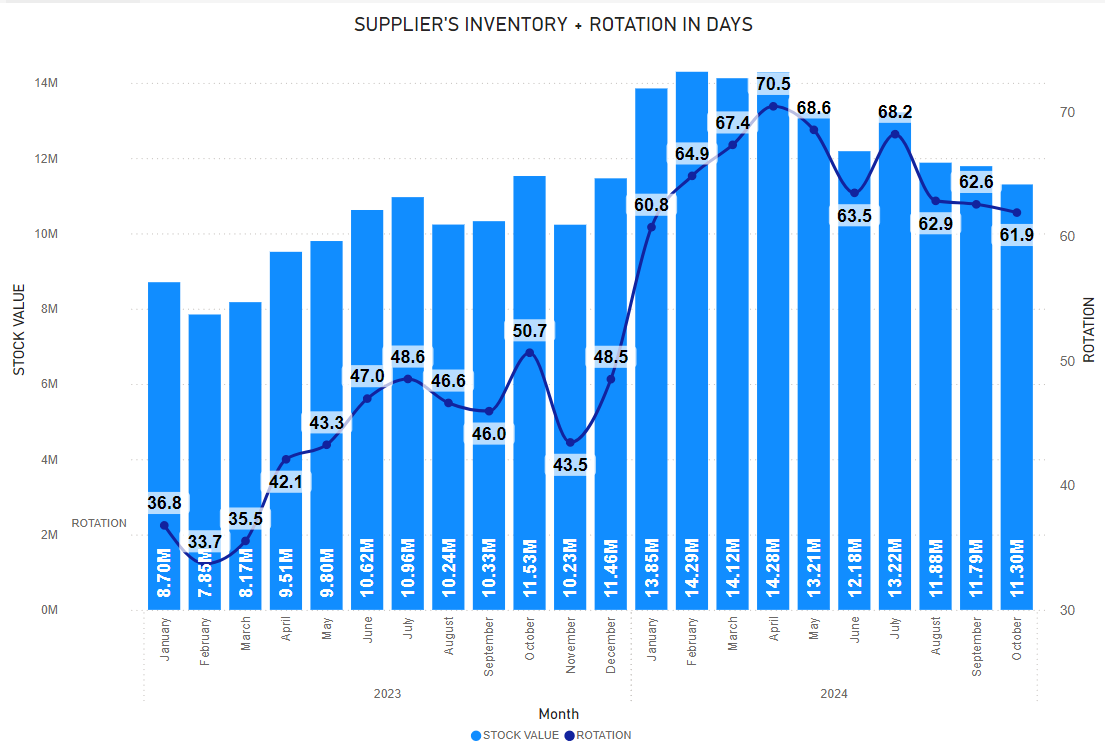 SUPPLIER'S INVENTORY + ROTATION IN DAYS
14M
12M
10M
8M
6M
4M
2M
0M
STOCK VALUE
ROTATION
70
60
50
40
30
ROTATION
36.8
33.7
35.5
42.1
43.3
47.0
48.6
46.6
46.0
50.7
43.5
48.5
60.8
64.9
67.4
70.5
68.6
63.5
68.2
62.9
62.6
61.9
8.70M
7.85M
8.17M
9.51M
9.80M
10.62M
10.96M
10.24M
10.33M
11.53M
10.23M
11.46M
13.85M
14.29M
14.12M
14.28M
13.21M
12.18M
13.22M
11.88M
11.79M
11.30M
January
February
March
April
May
June
July
August
September
October
November
December
January
February
March
April
May
June
July
August
September
October
2023
2024
Month
STOCK VALUE ROTATION